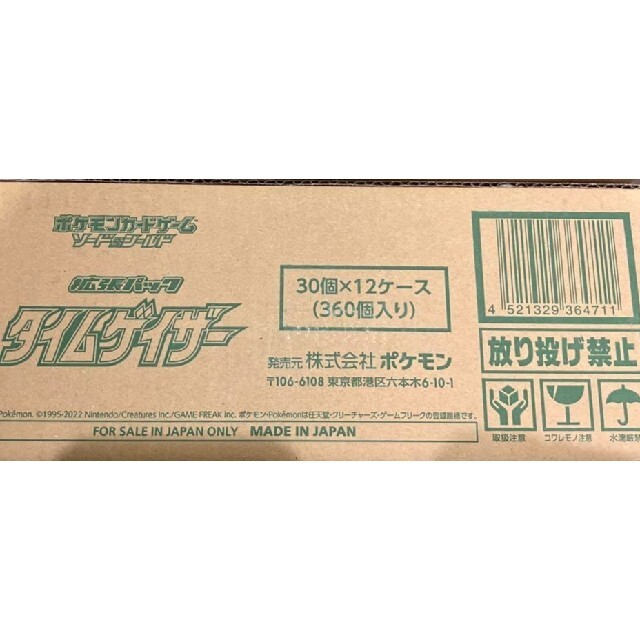 ポケモンカードゲーム
ソード&シールド
拡張パック
タイムゲイザー
30個×12ケース
(360個入り)
発売元 株式会社 ポケモン
〒106-6108 東京都港区六本木6-10-1
4 521329 364711
放り投げ禁止
取扱注意
コワレモノ注意
水濡厳禁
Pokémon. ©1995-2022 Nintendo/Creatures Inc./GAME FREAK inc. ポケモン・Pokémonは任天堂・クリーチャーズ・ゲームフリークの登録商標です。
FOR SALE IN JAPAN ONLY MADE IN JAPAN